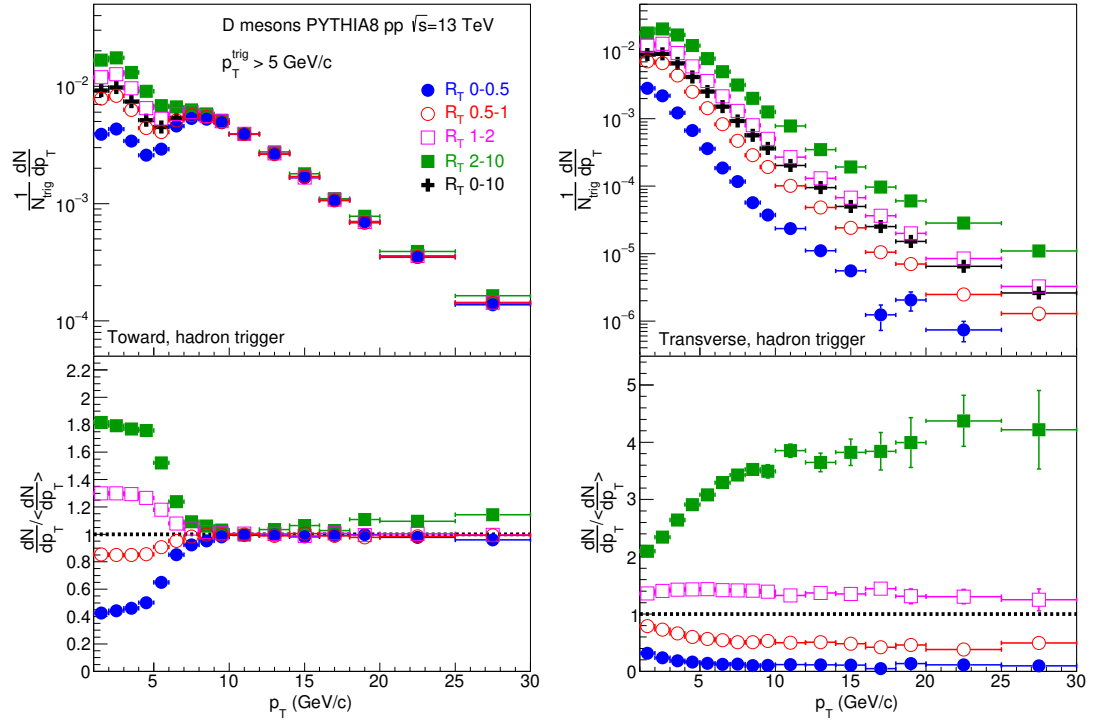 D mesons PYTHIA8 pp √s=13 TeV
p_T^trig > 5 GeV/c
R_T 0-0.5
R_T 0.5-1
R_T 1-2
R_T 2-10
R_T 0-10
1/N_trig dN/dp_T
10^−2
10^−3
10^−4
Toward, hadron trigger
1/N_trig dN/dp_T
10^−2
10^−3
10^−4
10^−5
10^−6
Transverse, hadron trigger
dN/dp_T / <dN/dp_T>
2.2
2
1.8
1.6
1.4
1.2
1
0.8
0.6
0.4
0.2
0
5 10 15 20 25 30
p_T (GeV/c)
dN/dp_T / <dN/dp_T>
5
4
3
2
1
0
5 10 15 20 25 30
p_T (GeV/c)